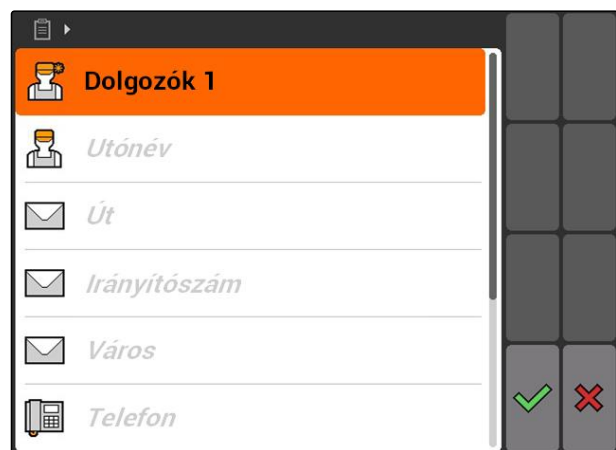 Dolgozók 1
Utónév
Út
Irányítószám
Város
Telefon